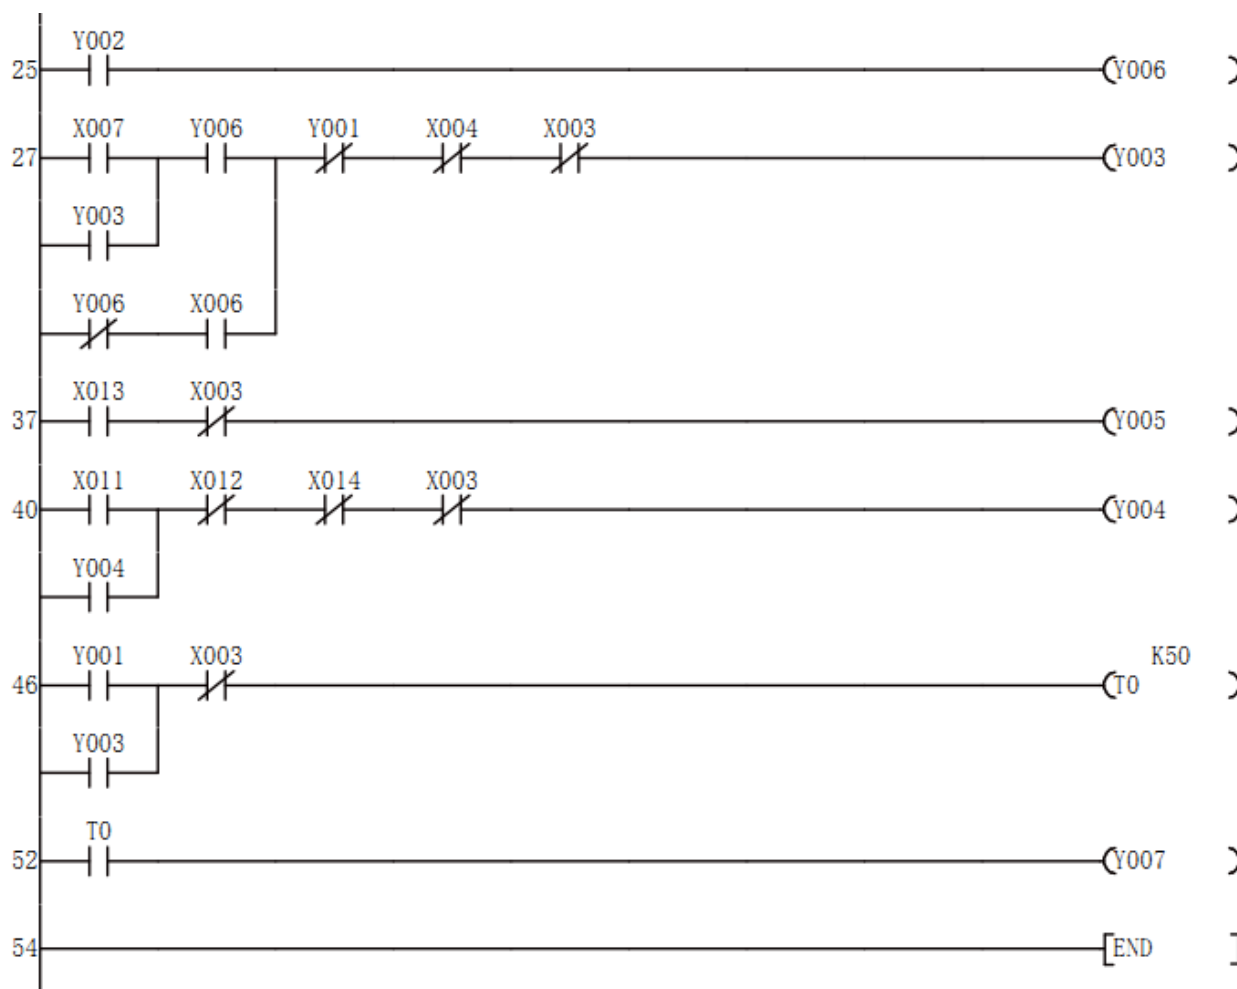 Y002
25 Y006
X007 Y006 Y001 X004 X003
27 Y003
Y003
Y006 X006
X013 X003
37 Y005
X011 X012 X014 X003
40 Y004
Y004
Y001 X003 K50
46 T0
Y003
T0
52 Y007
54 END